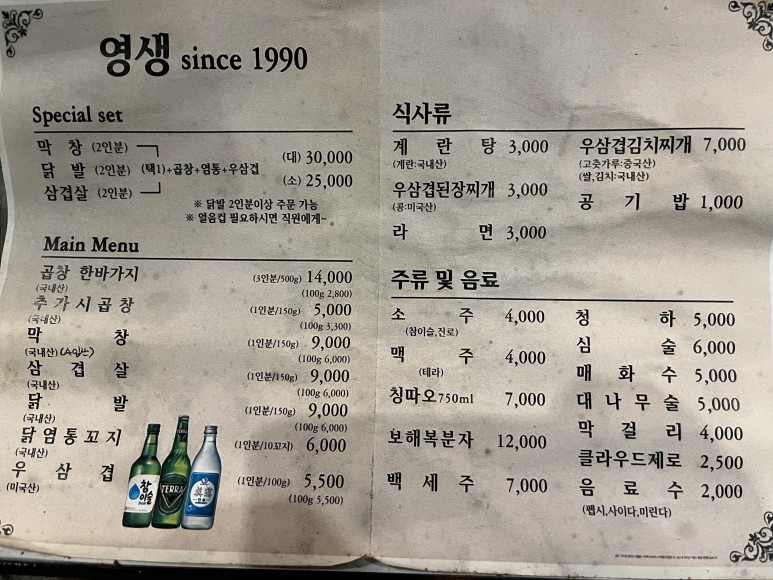 영생 since 1990
Special set
막 창 (2인분)
닭 발 (2인분) (택1)+곱창+염통+우삼겹
삼겹살 (2인분)
(대) 30,000
(소) 25,000
※ 닭발 2인분이상 주문 가능
※ 얼음컵 필요하시면 직원에게~
Main Menu
곱창 한바가지 (3인분/500g) 14,000
(국내산) (100g 2,800)
추가시곱창 (1인분/150g) 5,000
(국내산) (100g 3,300)
막 창 (1인분/150g) 9,000
(국내산) (100g 6,000)
삼 겹 살 (1인분/150g) 9,000
(국내산) (100g 6,000)
닭 발 (1인분/150g) 9,000
(국내산) (100g 6,000)
닭염통꼬지 (1인분/10꼬지) 6,000
(국내산)
우 삼 겹 (1인분/100g) 5,500
(미국산) (100g 5,500)
참이슬
TERRA
식사류
계 란 탕 3,000
(계란:국내산)
우삼겹된장찌개 3,000
(콩:미국산)
라 면 3,000
우삼겹김치찌개 7,000
(고춧가루:중국산)
(쌀,김치:국내산)
공 기 밥 1,000
주류 및 음료
소 주 4,000
(참이슬,진로)
맥 주 4,000
(테라)
칭따오750ml 7,000
보해복분자 12,000
백 세 주 7,000
청 하 5,000
심 술 6,000
매 화 수 5,000
대 나 무 술 5,000
막 걸 리 4,000
클라우드제로 2,500
음 료 수 2,000
(펩시,사이다,미린다)